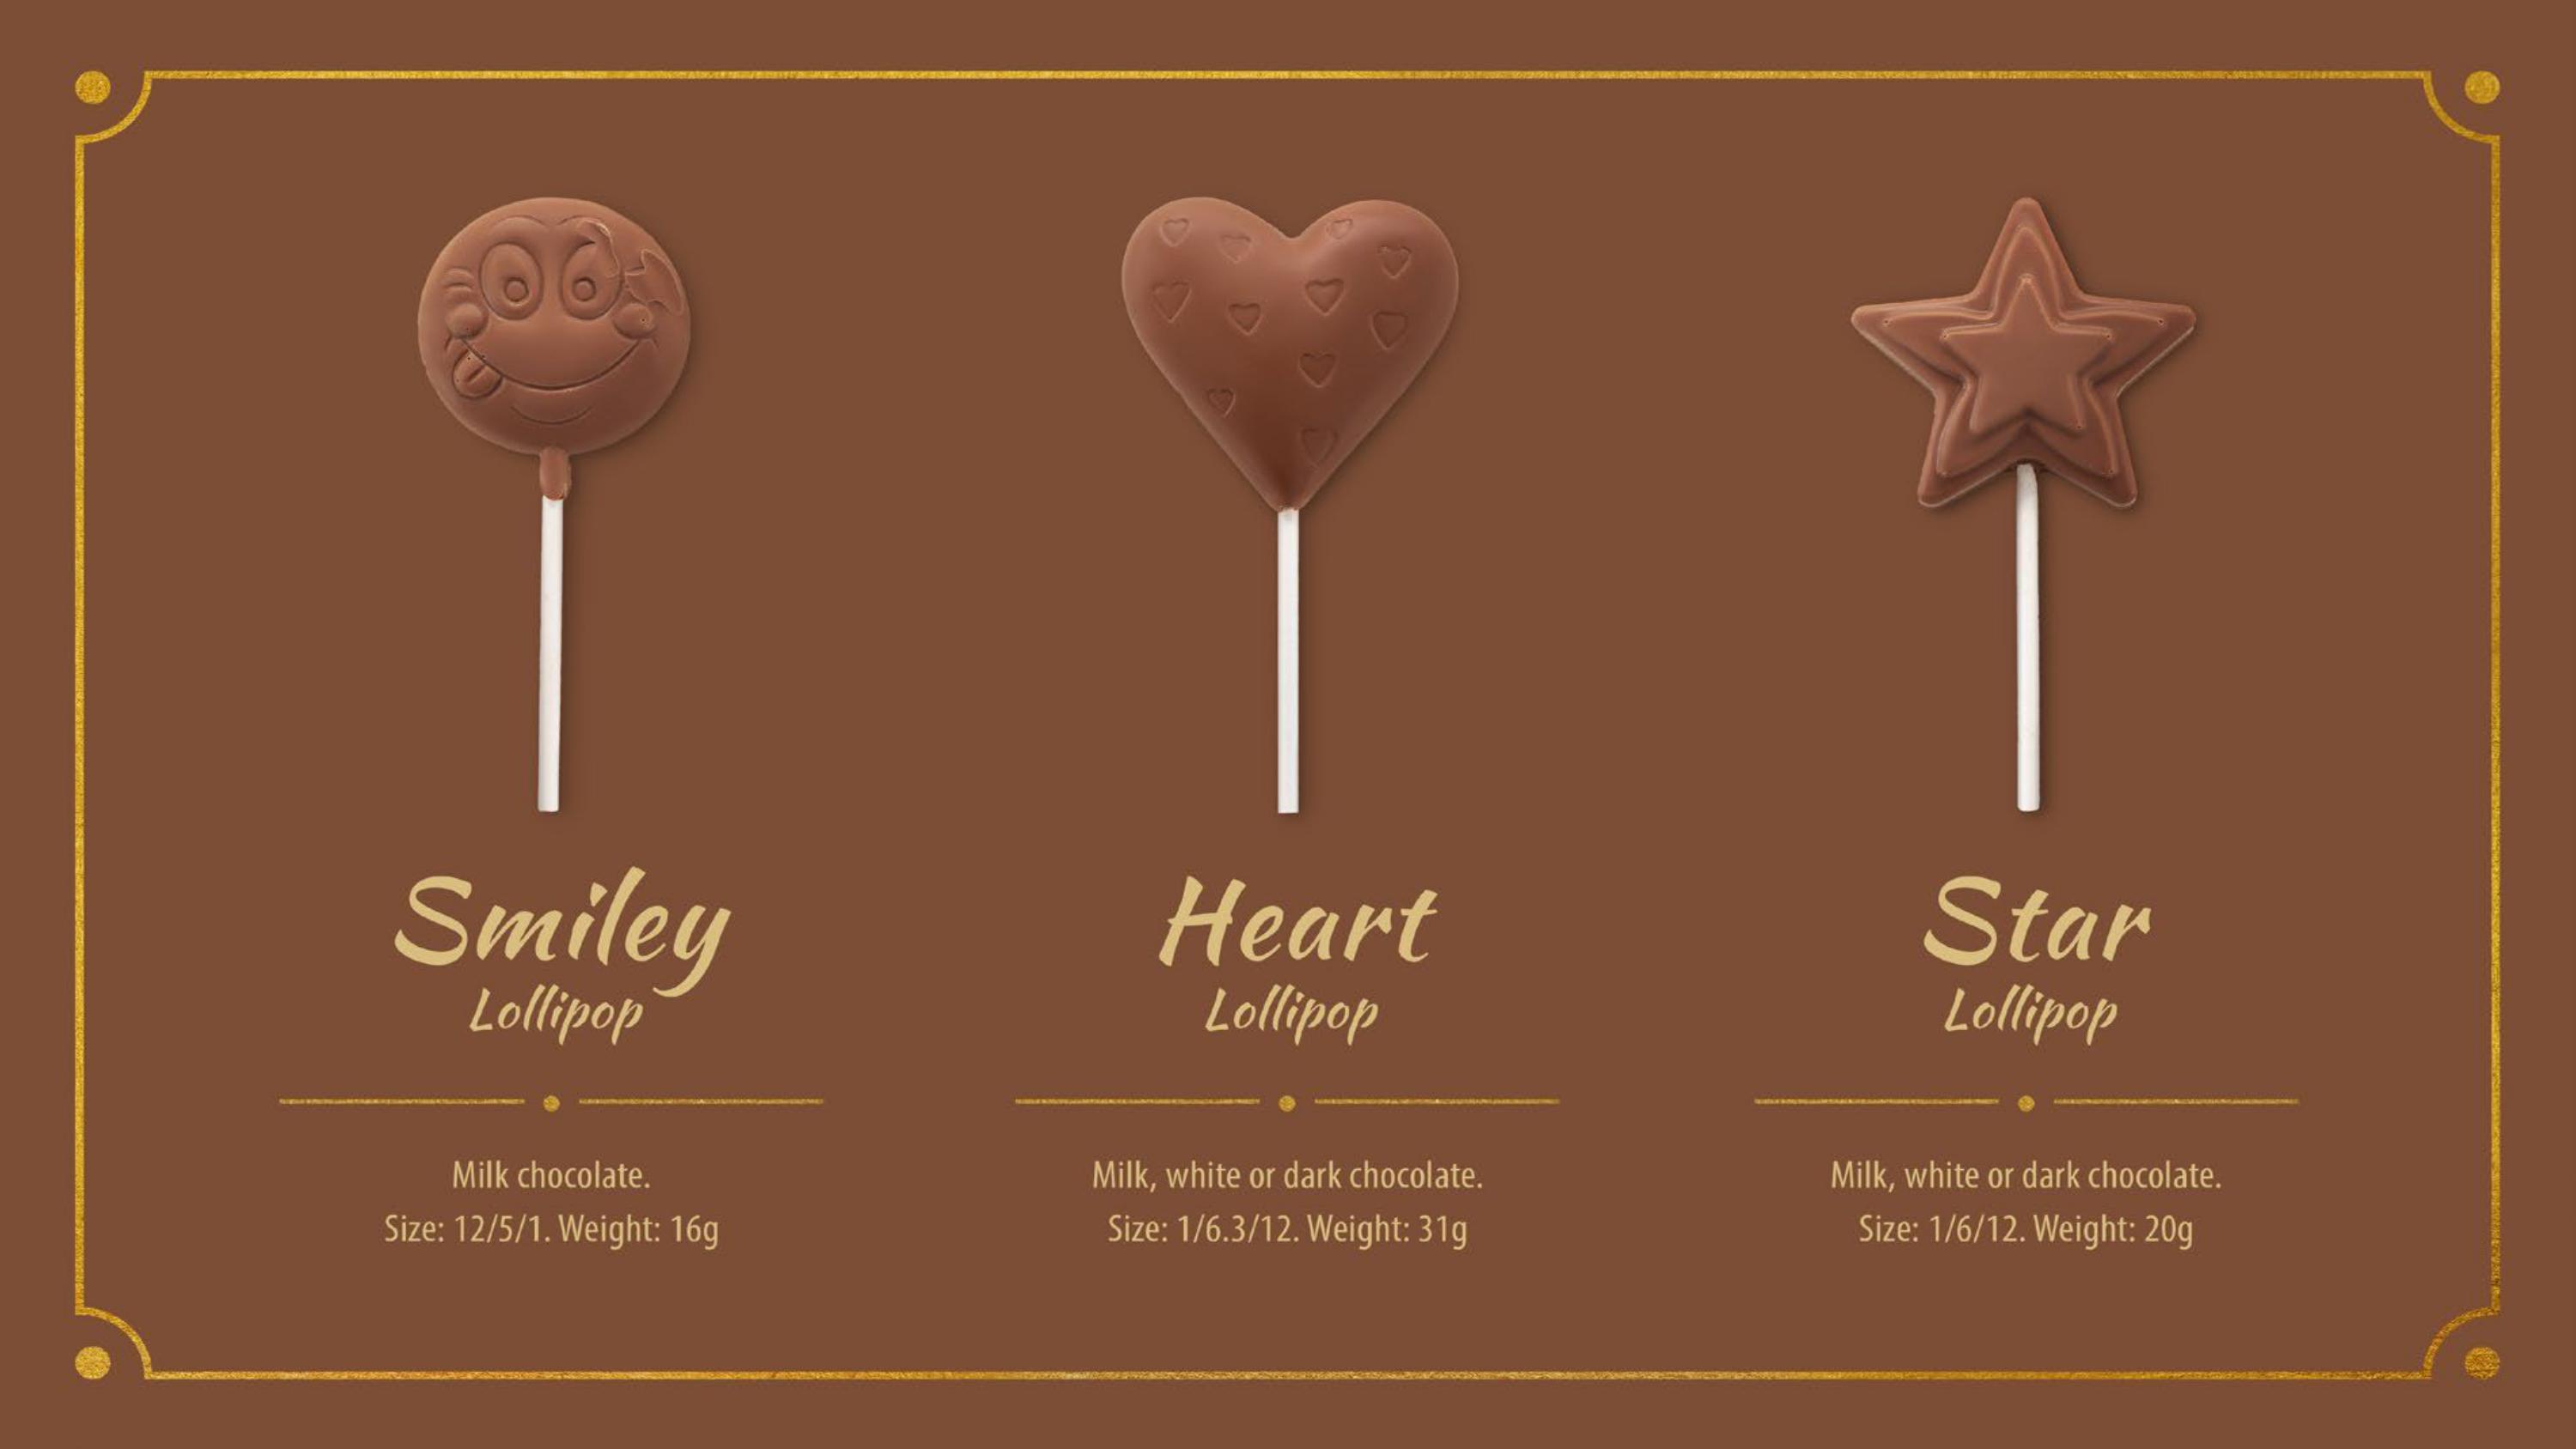 Smiley
Lollipop
Milk chocolate.
Size: 12/5/1. Weight: 16g
Heart
Lollipop
Milk, white or dark chocolate.
Size: 1/6.3/12. Weight: 31g
Star
Lollipop
Milk, white or dark chocolate.
Size: 1/6/12. Weight: 20g